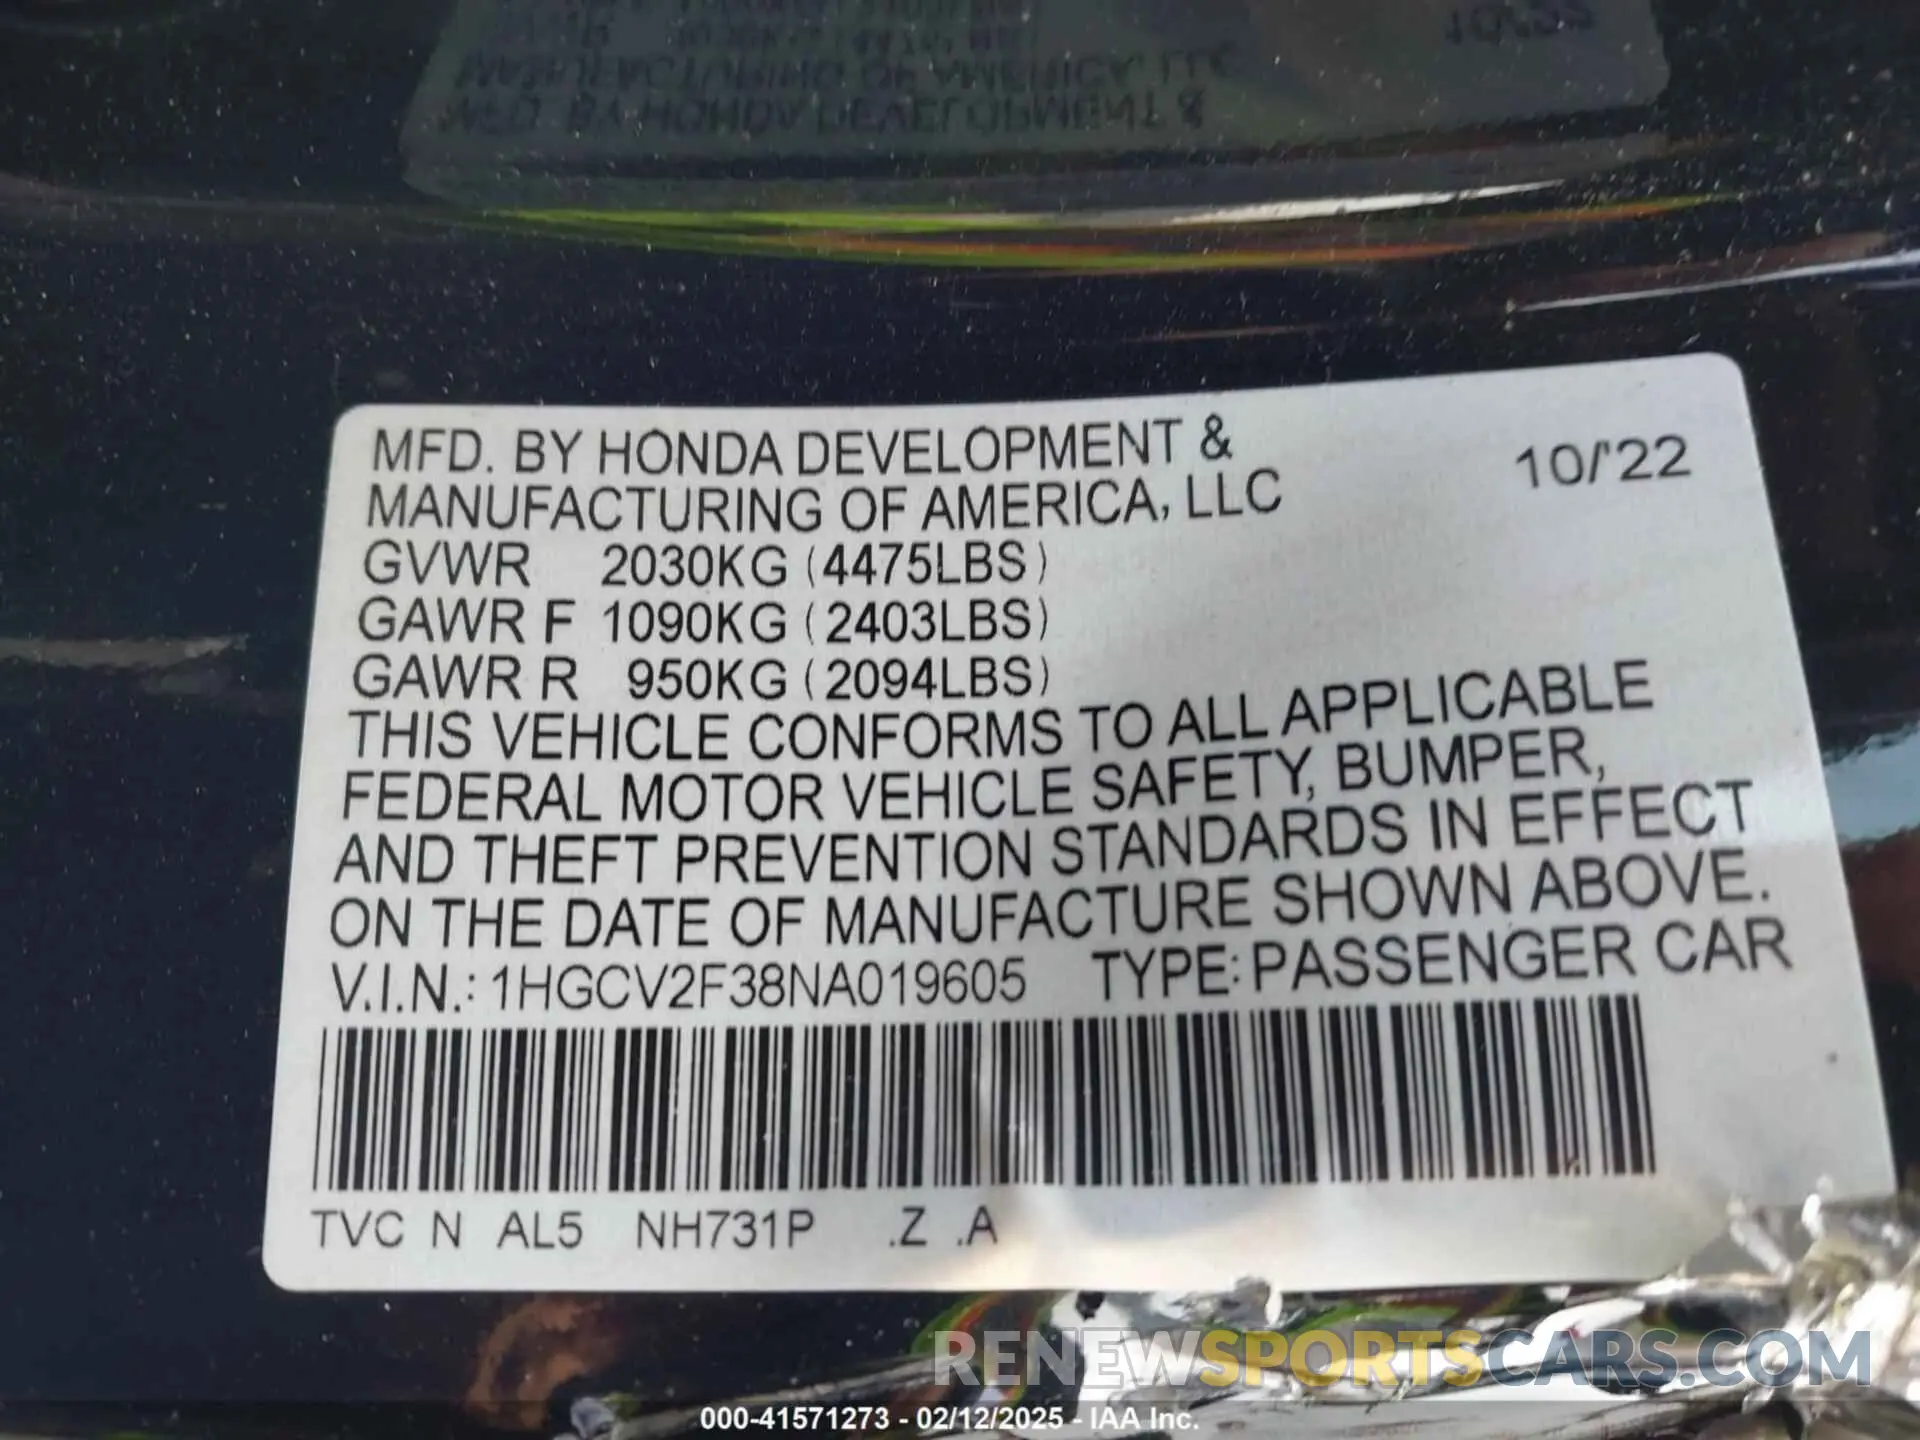 MFD. BY HONDA DEVELOPMENT &
MANUFACTURING OF AMERICA, LLC
10/'22
GVWR 2030KG (4475LBS)
GAWR F 1090KG (2403LBS)
GAWR R 950KG (2094LBS)
THIS VEHICLE CONFORMS TO ALL APPLICABLE
FEDERAL MOTOR VEHICLE SAFETY, BUMPER,
AND THEFT PREVENTION STANDARDS IN EFFECT
ON THE DATE OF MANUFACTURE SHOWN ABOVE.
V.I.N.: 1HGCV2F38NA019605 TYPE: PASSENGER CAR
TVC N AL5 NH731P .Z .A
RENEWSPORTSCARS.COM
000-41571273 - 02/12/2025 - IAA Inc.